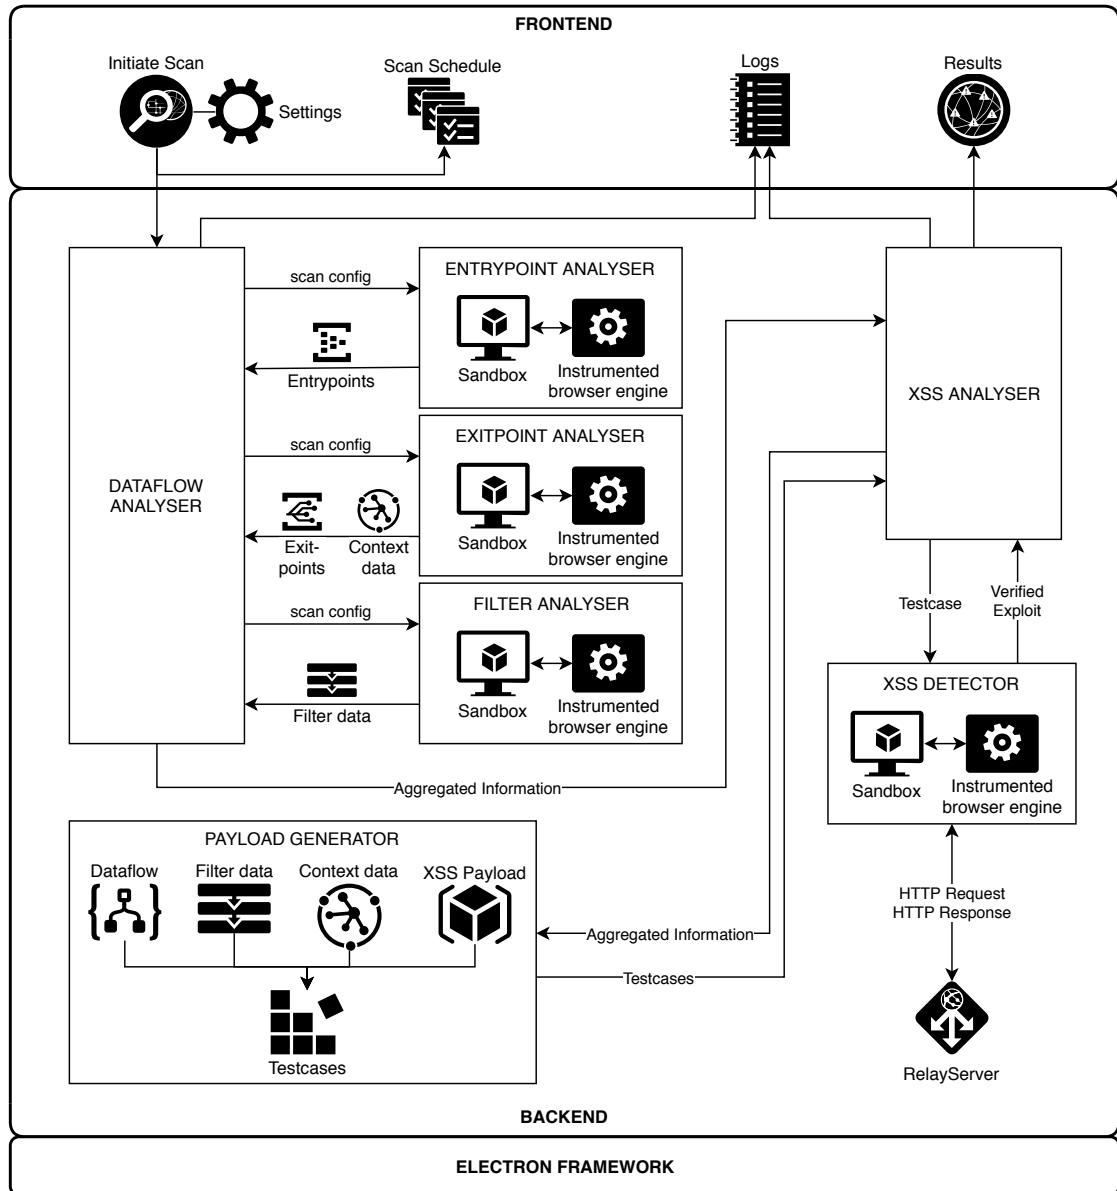 FRONTEND
Initiate Scan
Settings
Scan Schedule
Logs
Results
DATAFLOW
ANALYSER
scan config
Entrypoints
ENTRYPOINT ANALYSER
Sandbox
Instrumented
browser engine
scan config
Exit-
points
Context
data
EXITPOINT ANALYSER
Sandbox
Instrumented
browser engine
scan config
Filter data
FILTER ANALYSER
Sandbox
Instrumented
browser engine
Aggregated Information
XSS ANALYSER
Testcase
Verified
Exploit
XSS DETECTOR
Sandbox
Instrumented
browser engine
HTTP Request
HTTP Response
RelayServer
PAYLOAD GENERATOR
Dataflow
Filter data
Context data
XSS Payload
Testcases
Aggregated Information
Testcases
BACKEND
ELECTRON FRAMEWORK